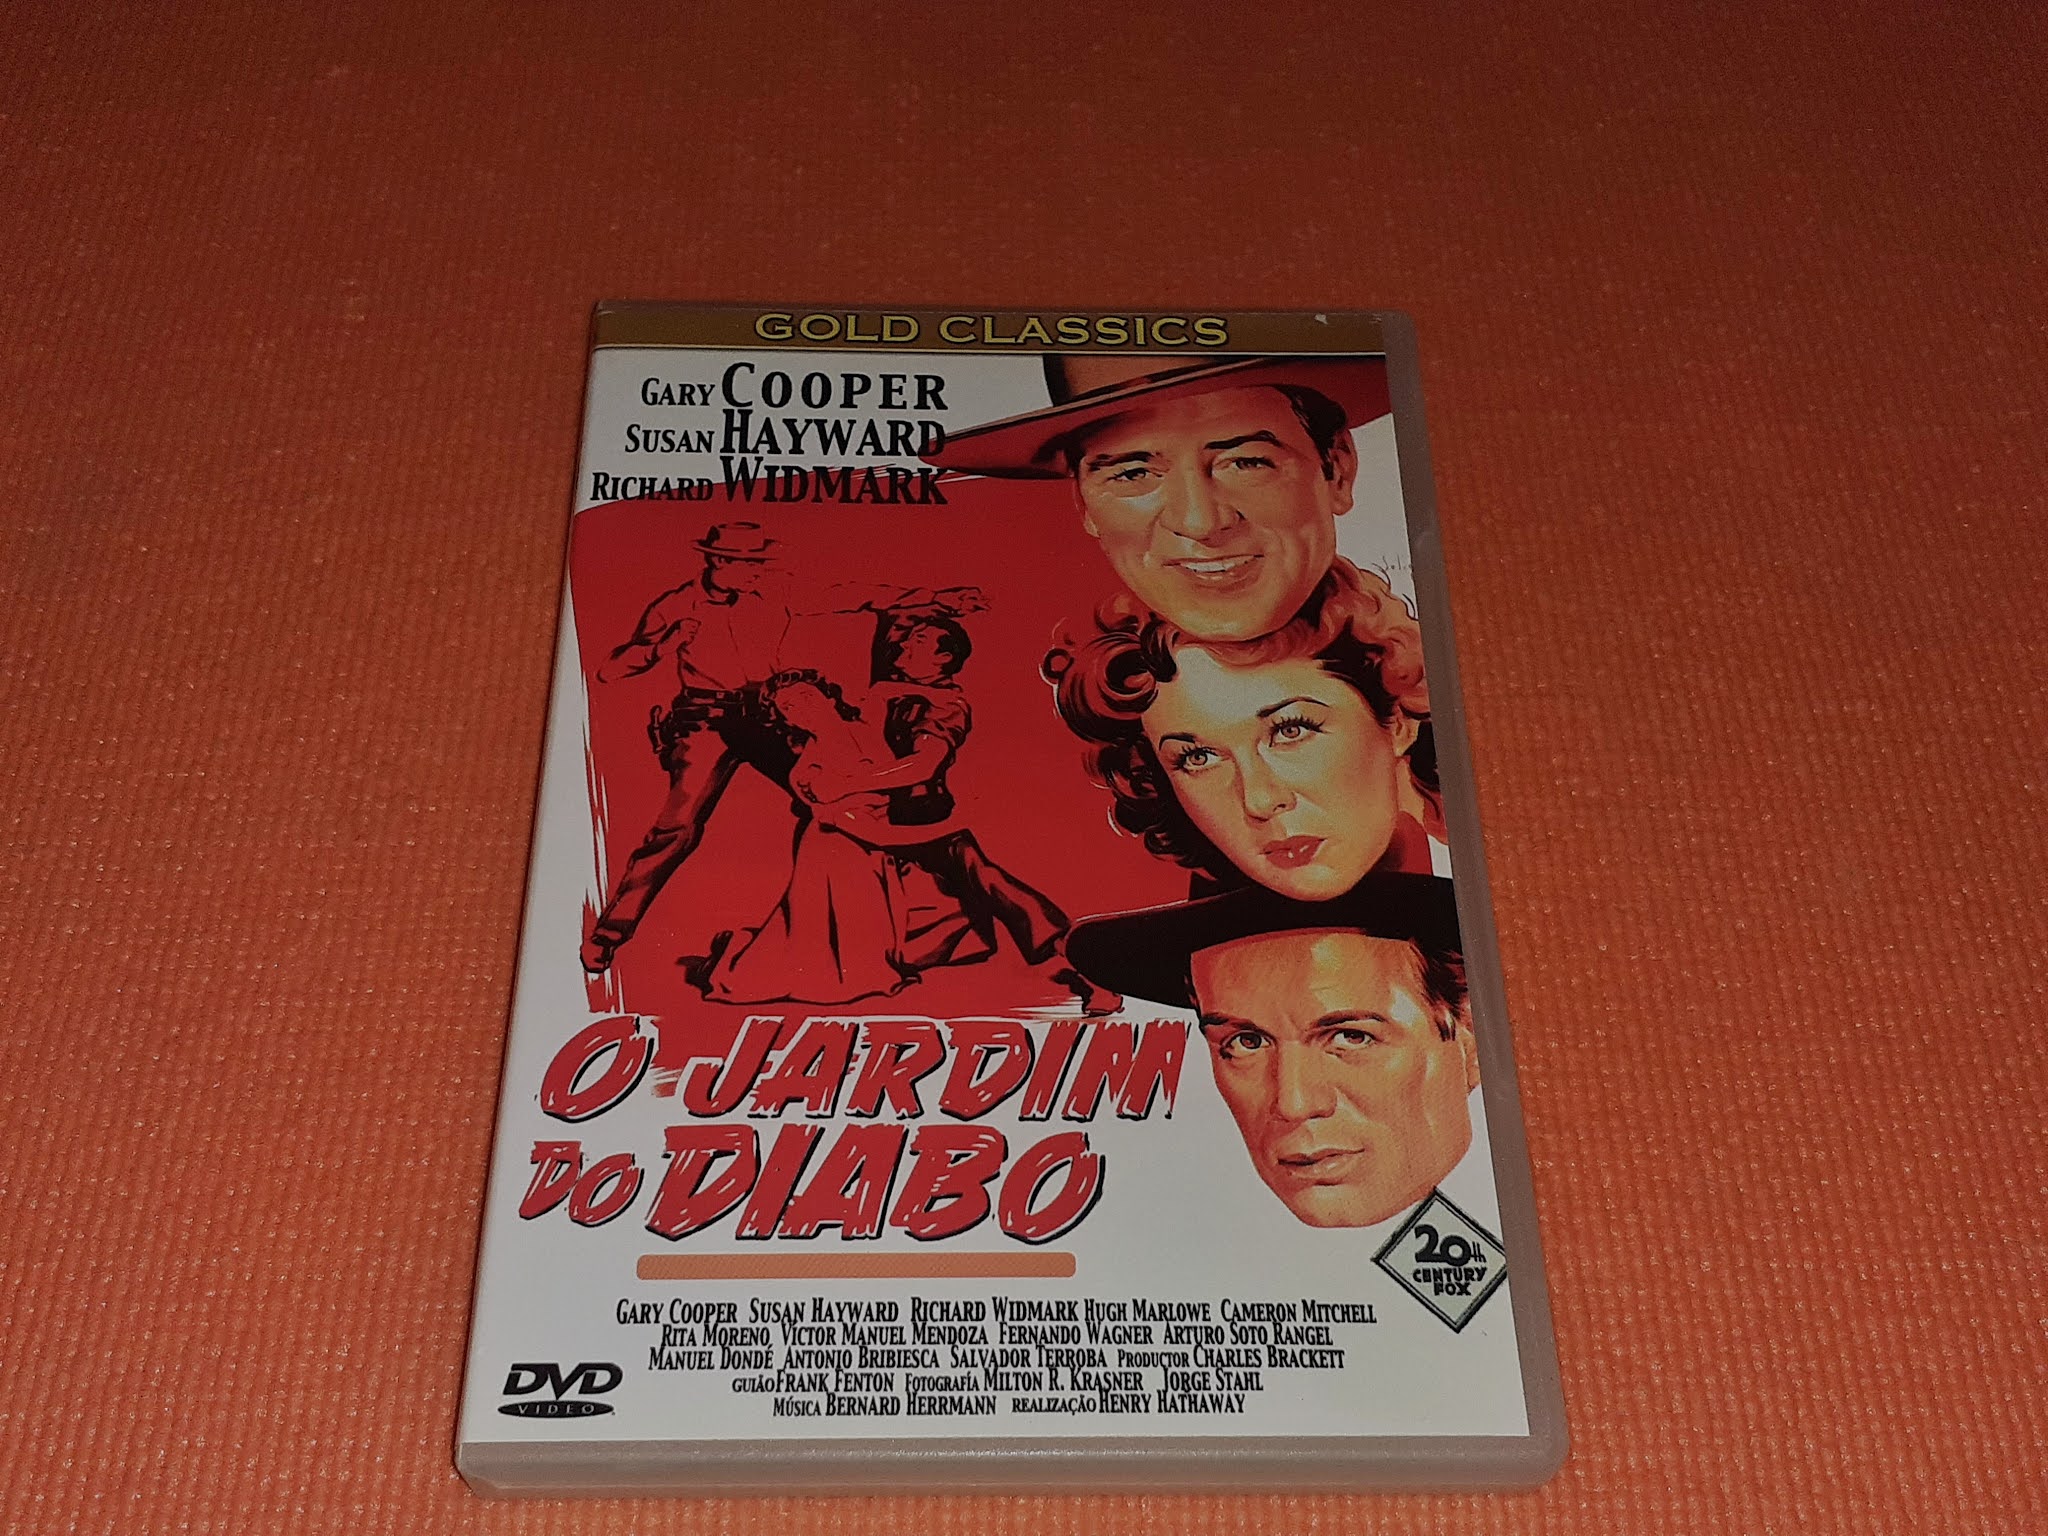 GOLD CLASSICS
GARY COOPER
SUSAN HAYWARD
RICHARD WIDMARK
O JARDIM
DO DIABO
20th
CENTURY
FOX
GARY COOPER SUSAN HAYWARD RICHARD WIDMARK HUGH MARLOWE CAMERON MITCHELL
RITA MORENO VÍCTOR MANUEL MENDOZA FERNANDO WAGNER ARTURO SOTO RANGEL
MANUEL DONDÉ ANTONIO BRIBIESCA SALVADOR TERROBA PRODUCTOR CHARLES BRACKETT
GUIÃO FRANK FENTON FOTOGRAFÍA MILTON R. KRASNER JORGE STAHL
MÚSICA BERNARD HERRMANN REALIZAÇÃO HENRY HATHAWAY
DVD
VIDEO